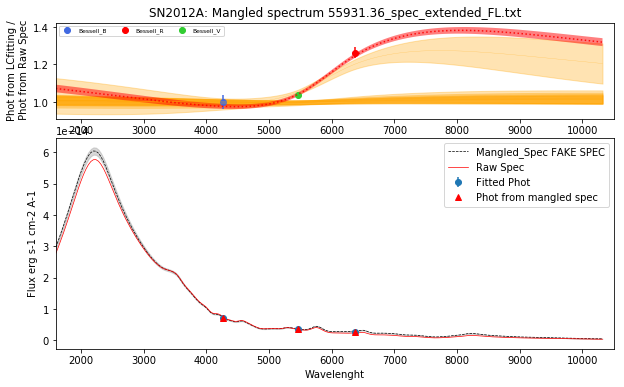 SN2012A: Mangled spectrum 55931.36_spec_extended_FL.txt
Phot from LCfitting /
Phot from Raw Spec
1.4
1.2
1.0
Bessell_B
Bessell_R
Bessell_V
2000 3000 4000 5000 6000 7000 8000 9000 10000
1e−14
Flux erg s-1 cm-2 A-1
6
5
4
3
2
1
0
Mangled_Spec FAKE SPEC
Raw Spec
Fitted Phot
Phot from mangled spec
2000 3000 4000 5000 6000 7000 8000 9000 10000
Wavelenght